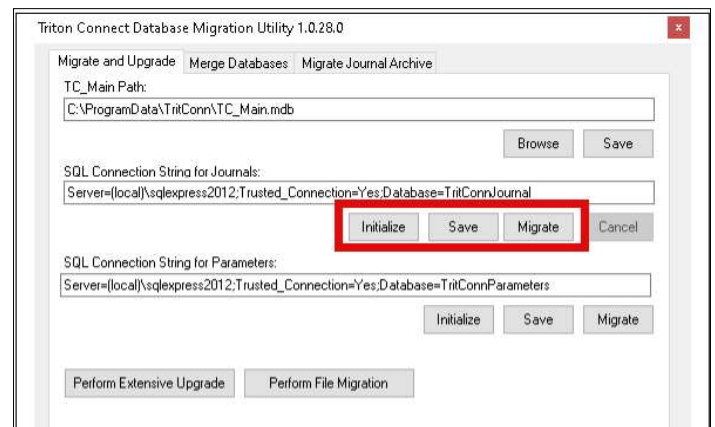 Triton Connect Database Migration Utility 1.0.28.0
x
Migrate and Upgrade Merge Databases Migrate Journal Archive
TC_Main Path:
C:\ProgramData\TritConn\TC_Main.mdb
Browse Save
SQL Connection String for Journals:
Server=(local)\sqlexpress2012;Trusted_Connection=Yes;Database=TritConnJournal
Initialize Save Migrate Cancel
SQL Connection String for Parameters:
Server=(local)\sqlexpress2012;Trusted_Connection=Yes;Database=TritConnParameters
Initialize Save Migrate
Perform Extensive Upgrade Perform File Migration